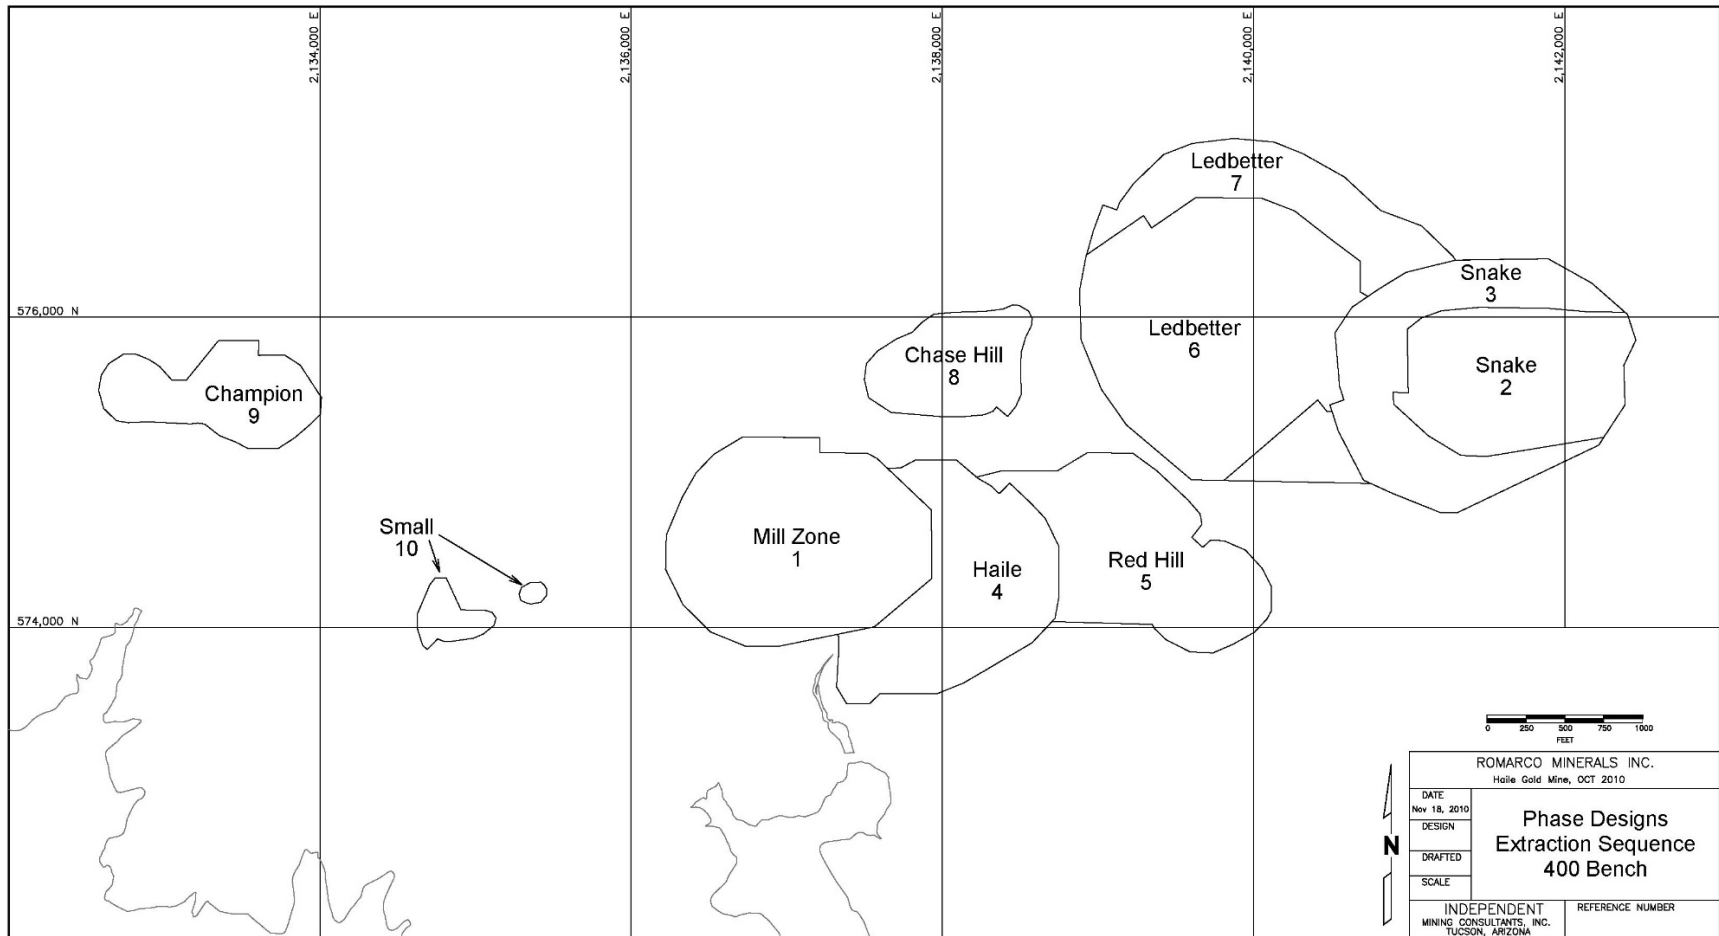 2,134,000 E
2,136,000 E
2,138,000 E
2,140,000 E
2,142,000 E
Ledbetter
7
Snake
3
576,000 N
Ledbetter
6
Chase Hill
8
Snake
2
Champion
9
Small
10
Mill Zone
1
Haile
4
Red Hill
5
574,000 N
0 250 500 750 1000
FEET
N
ROMARCO MINERALS INC.
Haile Gold Mine, OCT 2010
DATE
Nov 18, 2010
DESIGN
DRAFTED
SCALE
Phase Designs
Extraction Sequence
400 Bench
INDEPENDENT
MINING CONSULTANTS, INC.
TUCSON, ARIZONA
REFERENCE NUMBER